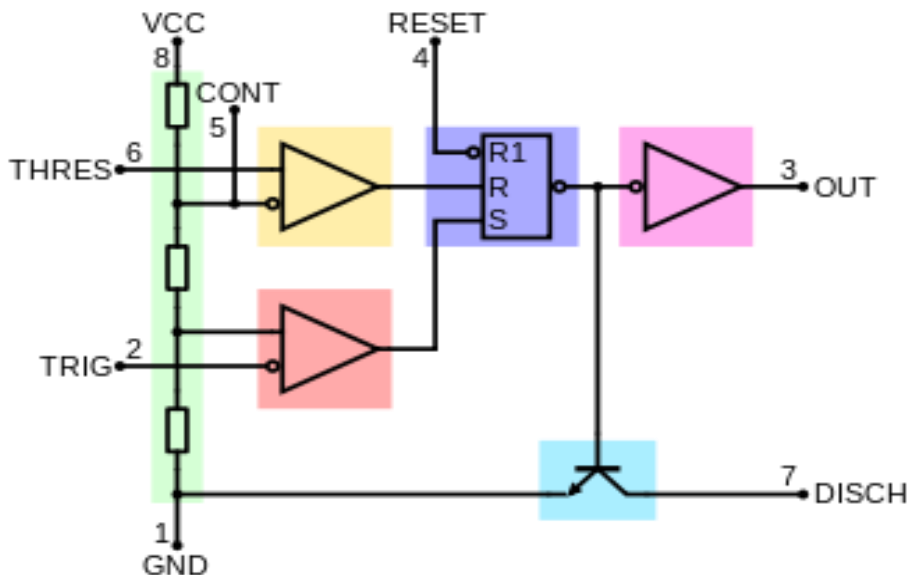 VCC
RESET
8
4
CONT
5
THRES
6
R1
R
S
3
OUT
TRIG
2
7
DISCH
1
GND